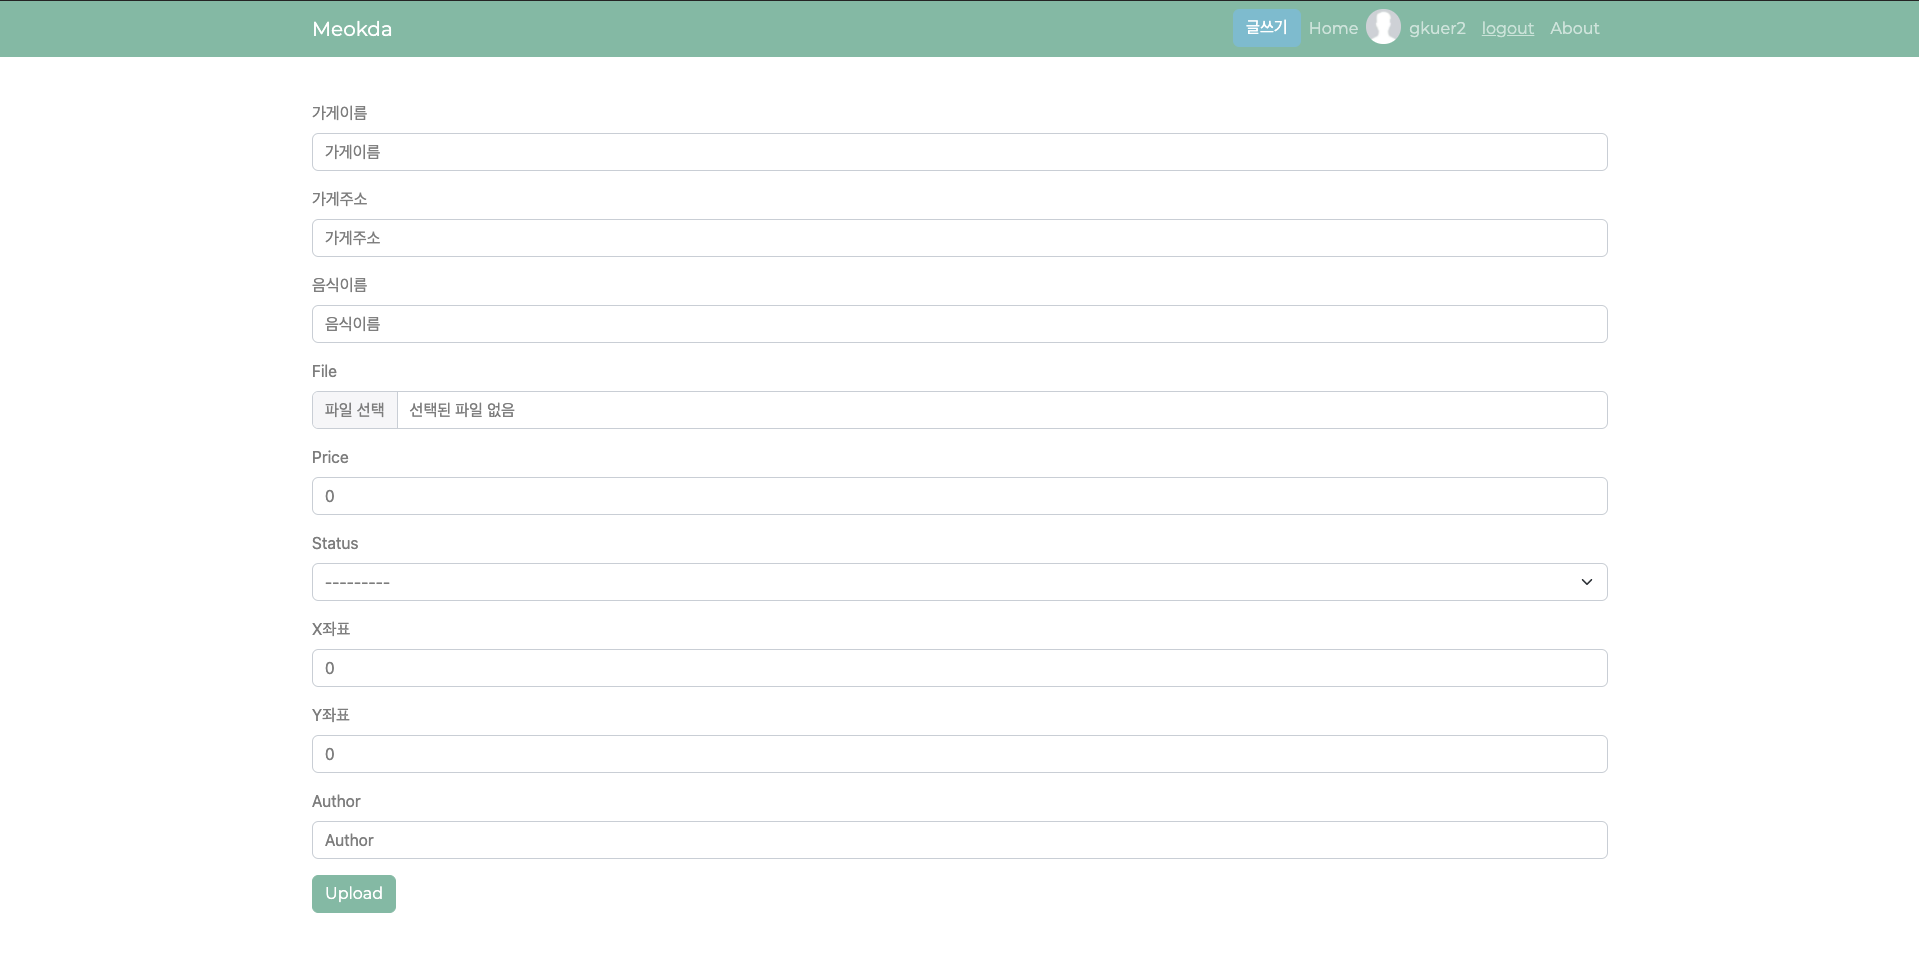 Meokda 글쓰기 Home gkuer2 logout About
가게이름
가게이름
가게주소
가게주소
음식이름
음식이름
File
파일 선택 선택된 파일 없음
Price
0
Status
---------
X좌표
0
Y좌표
0
Author
Author
Upload